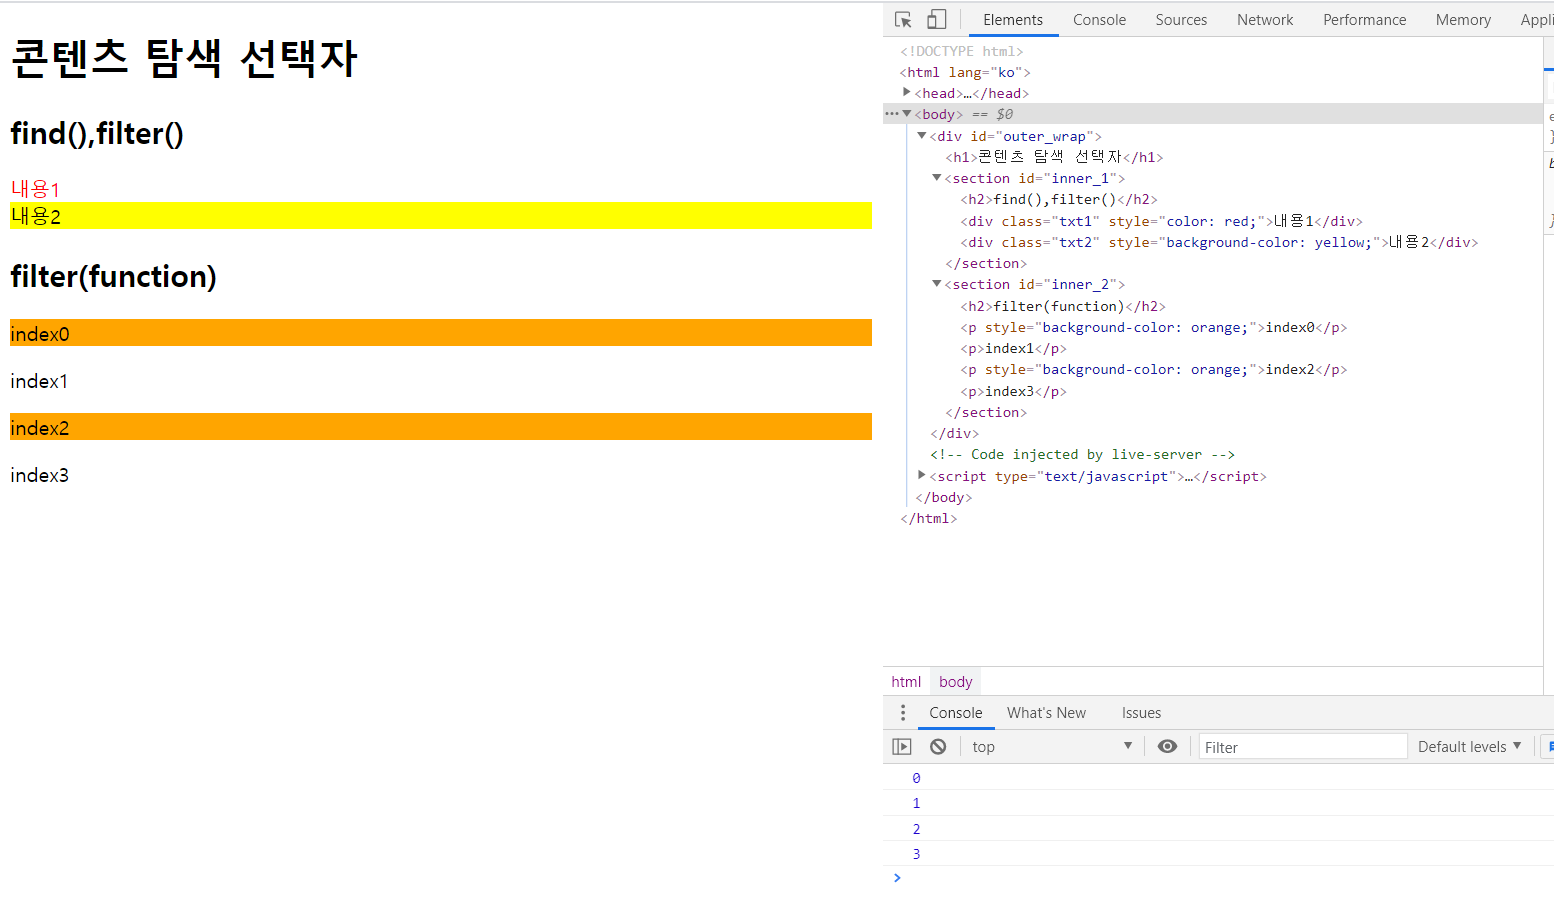 콘텐츠 탐색 선택자
find(),filter()
내용1
내용2
filter(function)
index0
index1
index2
index3
Elements Console Sources Network Performance Memory Appli
<!DOCTYPE html>
<html lang="ko">
<head>…</head>
<body> == $0
<div id="outer_wrap">
<h1>콘텐츠 탐색 선택자</h1>
<section id="inner_1">
<h2>find(),filter()</h2>
<div class="txt1" style="color: red;">내용1</div>
<div class="txt2" style="background-color: yellow;">내용2</div>
</section>
<section id="inner_2">
<h2>filter(function)</h2>
<p style="background-color: orange;">index0</p>
<p>index1</p>
<p style="background-color: orange;">index2</p>
<p>index3</p>
</section>
</div>
<!-- Code injected by live-server -->
<script type="text/javascript">…</script>
</body>
</html>
html body
Console What's New Issues
top Filter Default levels
0
1
2
3
>